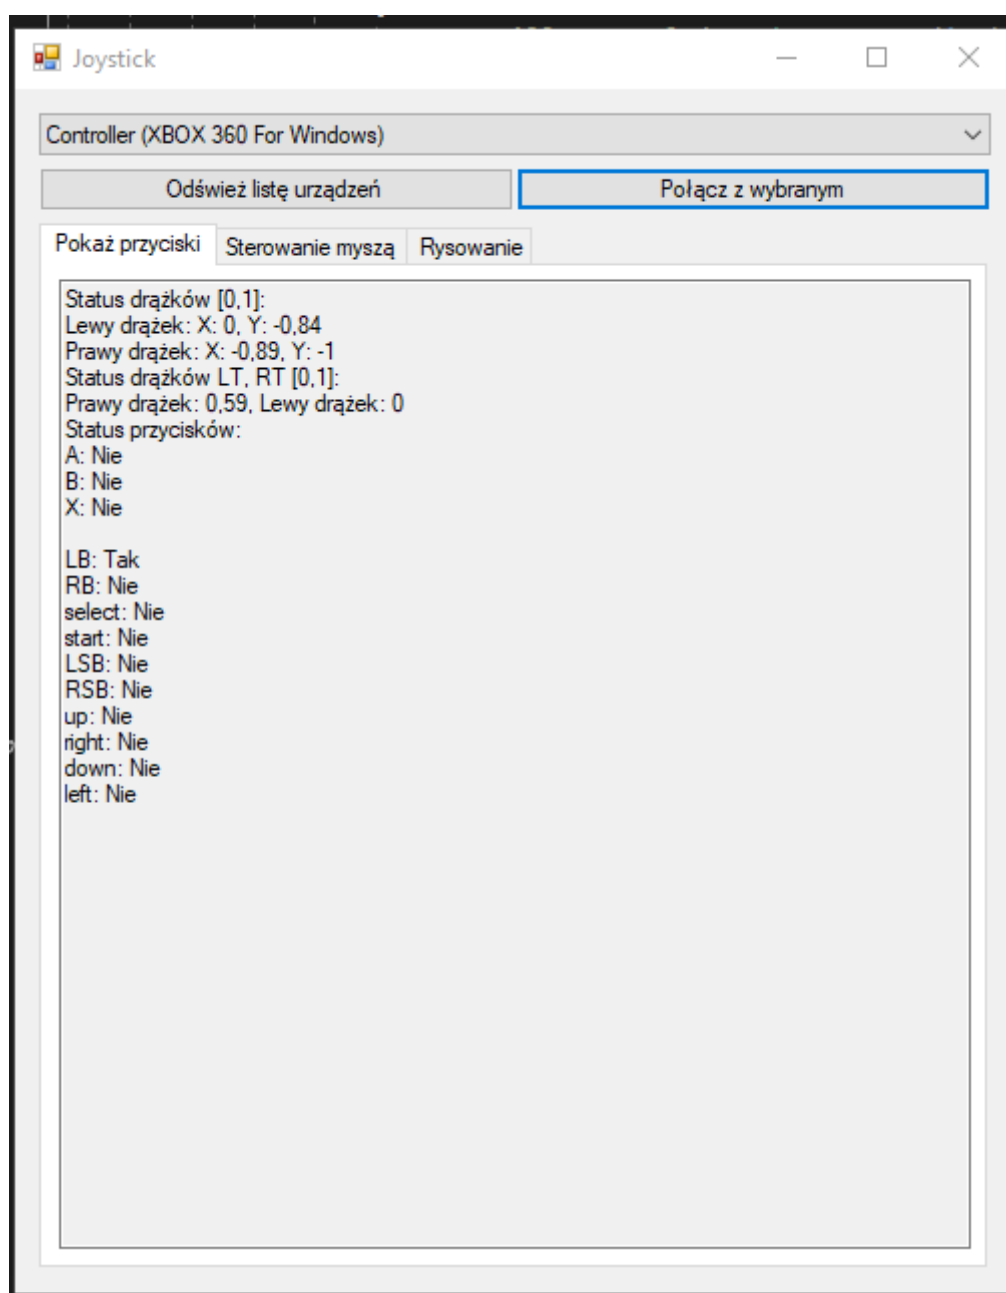 Joystick
Controller (XBOX 360 For Windows)
Odśwież listę urządzeń
Połącz z wybranym
Pokaż przyciski
Sterowanie myszą
Rysowanie
Status drążków [0,1]:
Lewy drążek: X: 0, Y: -0,84
Prawy drążek: X: -0,89, Y: -1
Status drążków LT, RT [0,1]:
Prawy drążek: 0,59, Lewy drążek: 0
Status przycisków:
A: Nie
B: Nie
X: Nie
LB: Tak
RB: Nie
select: Nie
start: Nie
LSB: Nie
RSB: Nie
up: Nie
right: Nie
down: Nie
left: Nie